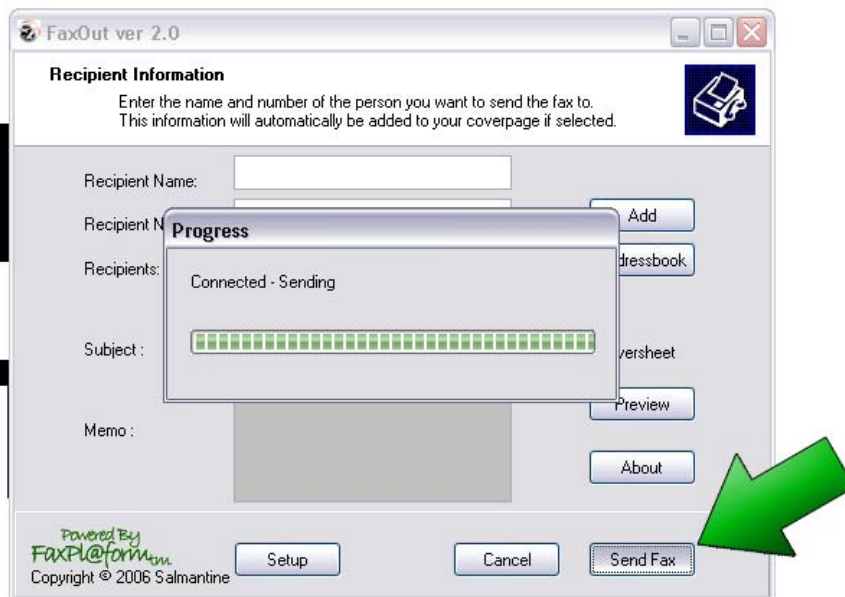 FaxOut ver 2.0
Recipient Information
Enter the name and number of the person you want to send the fax to.
This information will automatically be added to your coverpage if selected.
Recipient Name:
Recipient N
Add
Progress
dressbook
Recipients:
Connected - Sending
Subject :
versheet
Preview
Memo :
About
Powered By
FaxPl@form tm
Copyright © 2006 Salmantine
Setup
Cancel
Send Fax